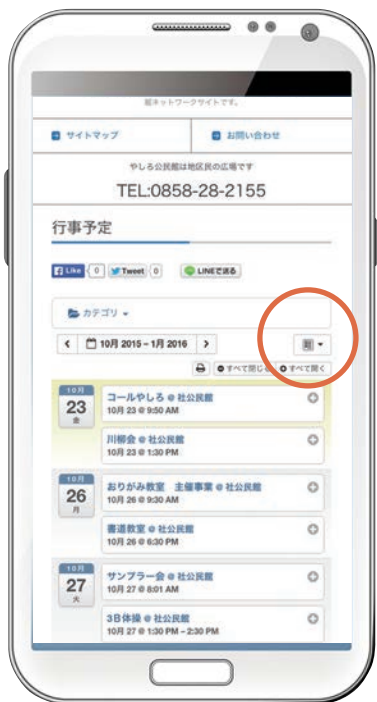 組ネットワークサイトです。
サイトマップ お問い合わせ
やしろ公民館は地区民の広場です
TEL:0858-28-2155
行事予定
Like 0 Tweet 0 LINEで送る
カテゴリ
10月 2015 – 1月 2016
すべて閉じる すべて開く
10月
23
金
コールやしろ @ 社公民館
10月 23 @ 9:50 AM
川柳会 @ 社公民館
10月 23 @ 1:30 PM
10月
26
月
おりがみ教室 主催事業 @ 社公民館
10月 26 @ 9:30 AM
書道教室 @ 社公民館
10月 26 @ 6:30 PM
10月
27
火
サンプラー会 @ 社公民館
10月 27 @ 8:01 AM
3B体操 @ 社公民館
10月 27 @ 1:30 PM – 2:30 PM